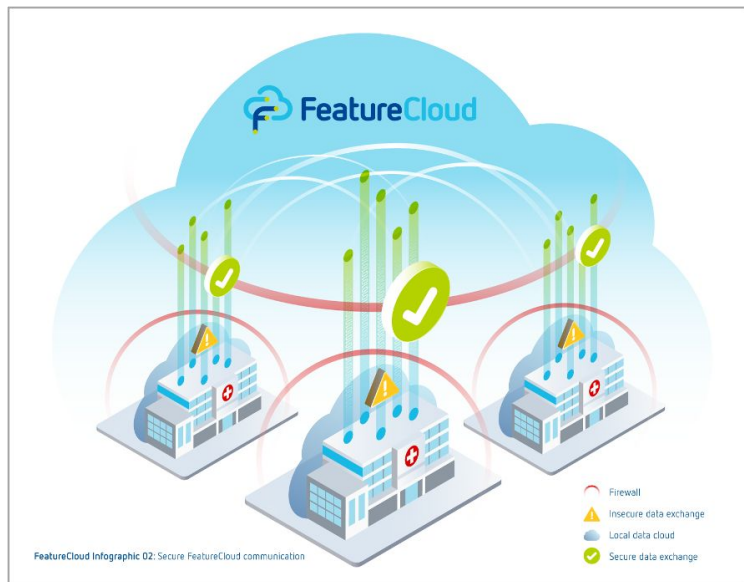 FeatureCloud
Firewall
Insecure data exchange
Local data cloud
Secure data exchange
FeatureCloud Infographic 02: Secure FeatureCloud communication